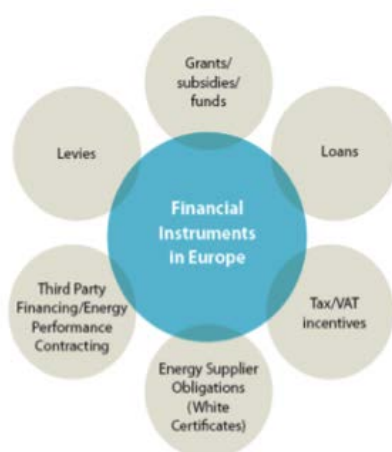 Grants/
subsidies/
funds
Levies
Loans
Financial
Instruments
in Europe
Third Party
Financing/Energy
Performance
Contracting
Tax/VAT
incentives
Energy Supplier
Obligations
(White
Certificates)